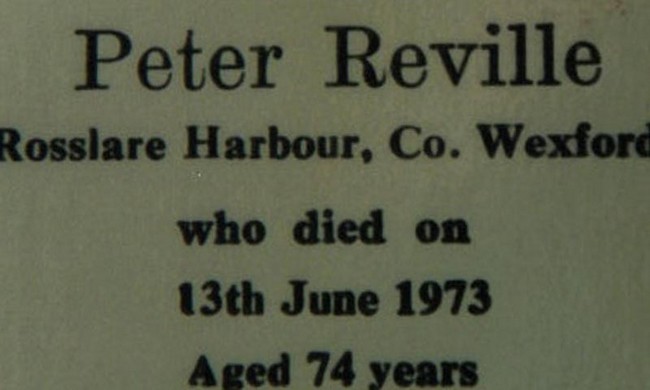 Peter Reville
Rosslare Harbour, Co. Wexford
who died on
13th June 1973
Aged 74 years